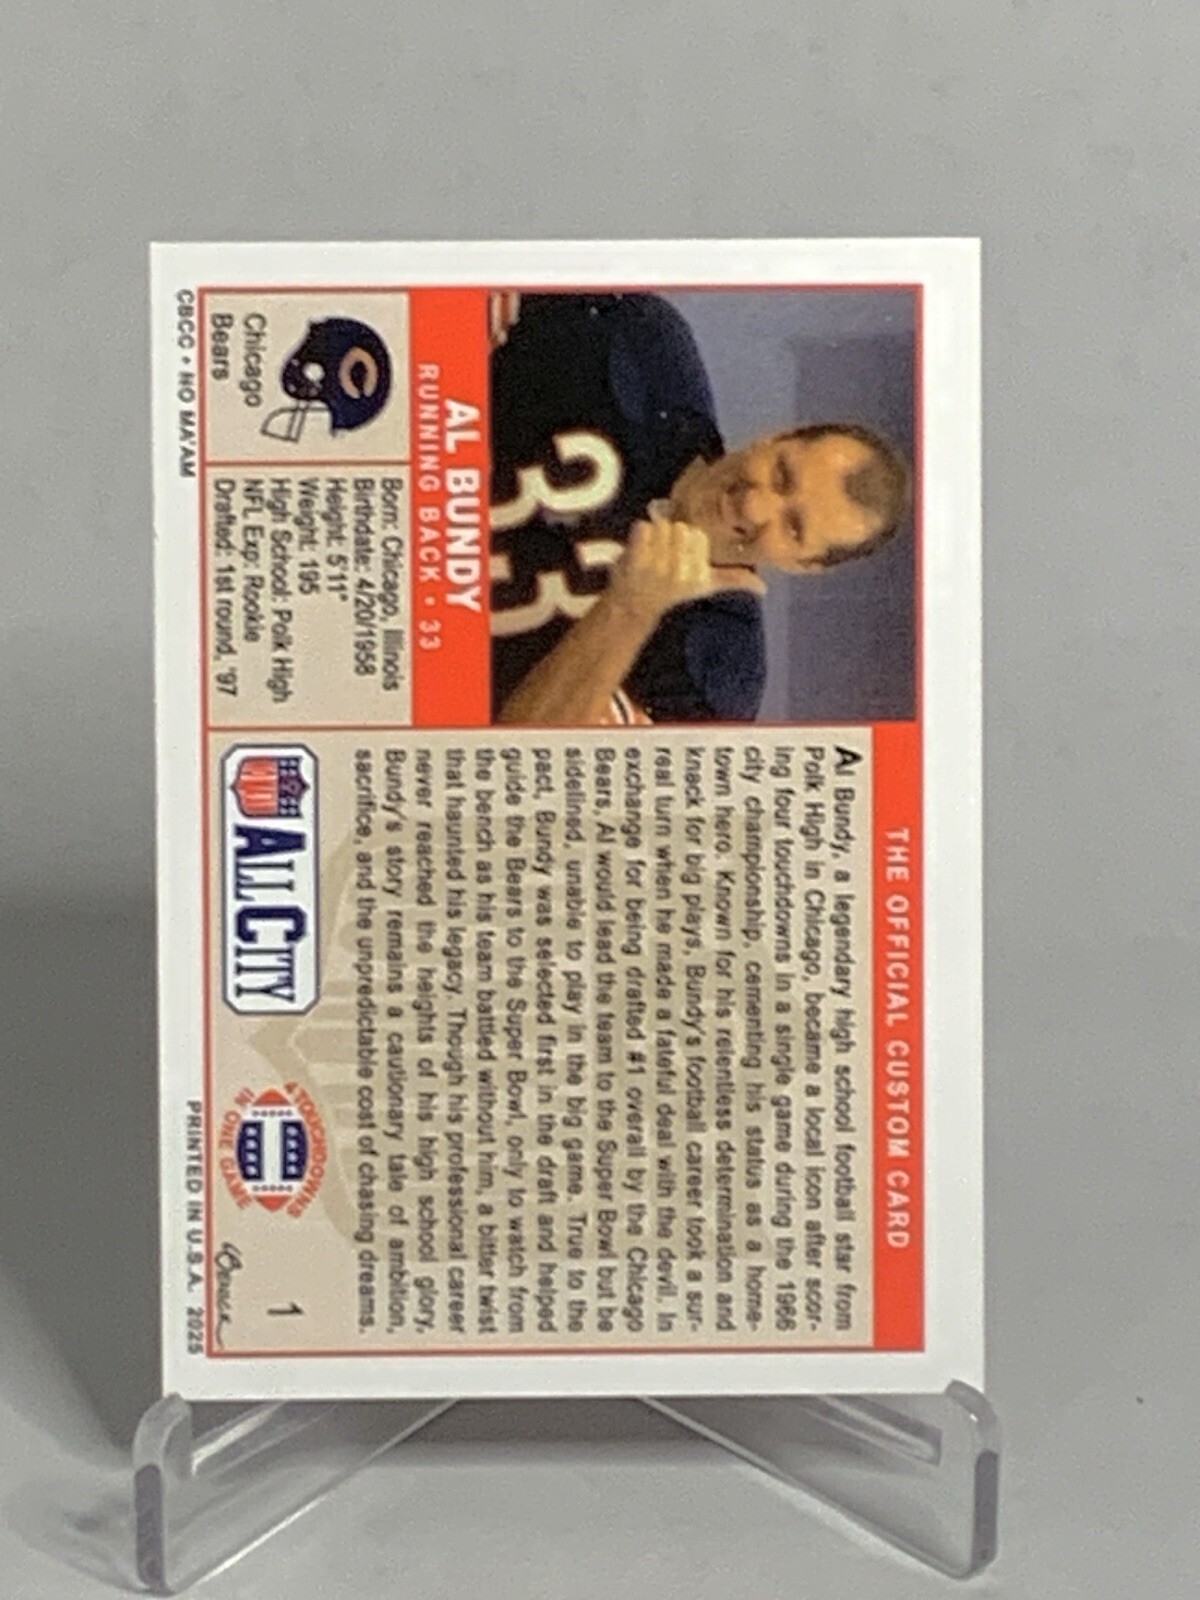 THE OFFICIAL CUSTOM CARD
33
AL BUNDY
RUNNING BACK • 33
C
Chicago
Bears
Born: Chicago, Illinois
Birthdate: 4/20/1958
Height: 5'11"
Weight: 195
High School: Polk High
NFL Exp: Rookie
Drafted: 1st round, '97
Al Bundy, a legendary high school football star from
Polk High in Chicago, became a local icon after scor-
ing four touchdowns in a single game during the 1966
city championship, cementing his status as a home-
town hero. Known for his relentless determination and
knack for big plays, Bundy's football career took a sur-
real turn when he made a fateful deal with the devil. In
exchange for being drafted #1 overall by the Chicago
Bears, Al would lead the team to the Super Bowl but be
sidelined, unable to play in the big game. True to the
pact, Bundy was selected first in the draft and helped
guide the Bears to the Super Bowl, only to watch from
the bench as his team battled without him, a bitter twist
that haunted his legacy. Though his professional career
never reached the heights of his high school glory,
Bundy's story remains a cautionary tale of ambition,
sacrifice, and the unpredictable cost of chasing dreams.
ALL CITY
4 TOUCHDOWNS
IN ONE GAME
1
CBCC • NO MA'AM
PRINTED IN U.S.A. 2025